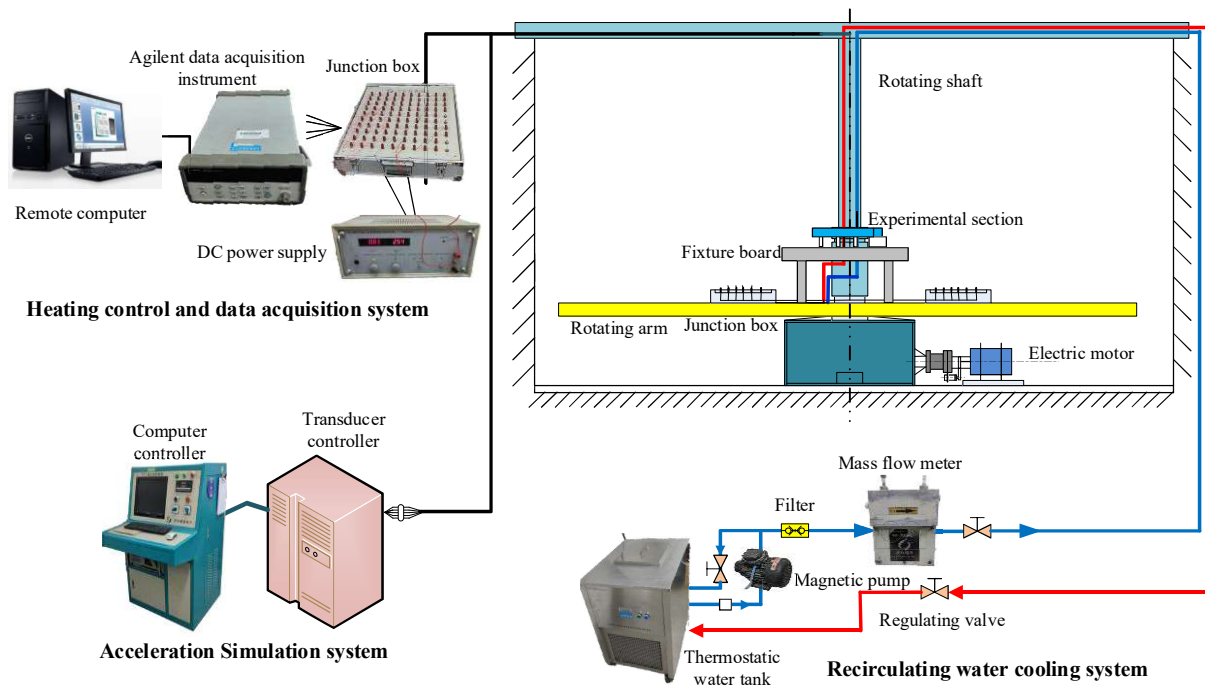 Agilent data acquisition
instrument
Junction box
Remote computer
DC power supply
Heating control and data acquisition system
Rotating shaft
Experimental section
Fixture board
Rotating arm
Junction box
Electric motor
Computer
controller
Transducer
controller
Acceleration Simulation system
Mass flow meter
Filter
Magnetic pump
Regulating valve
Thermostatic
water tank
Recirculating water cooling system